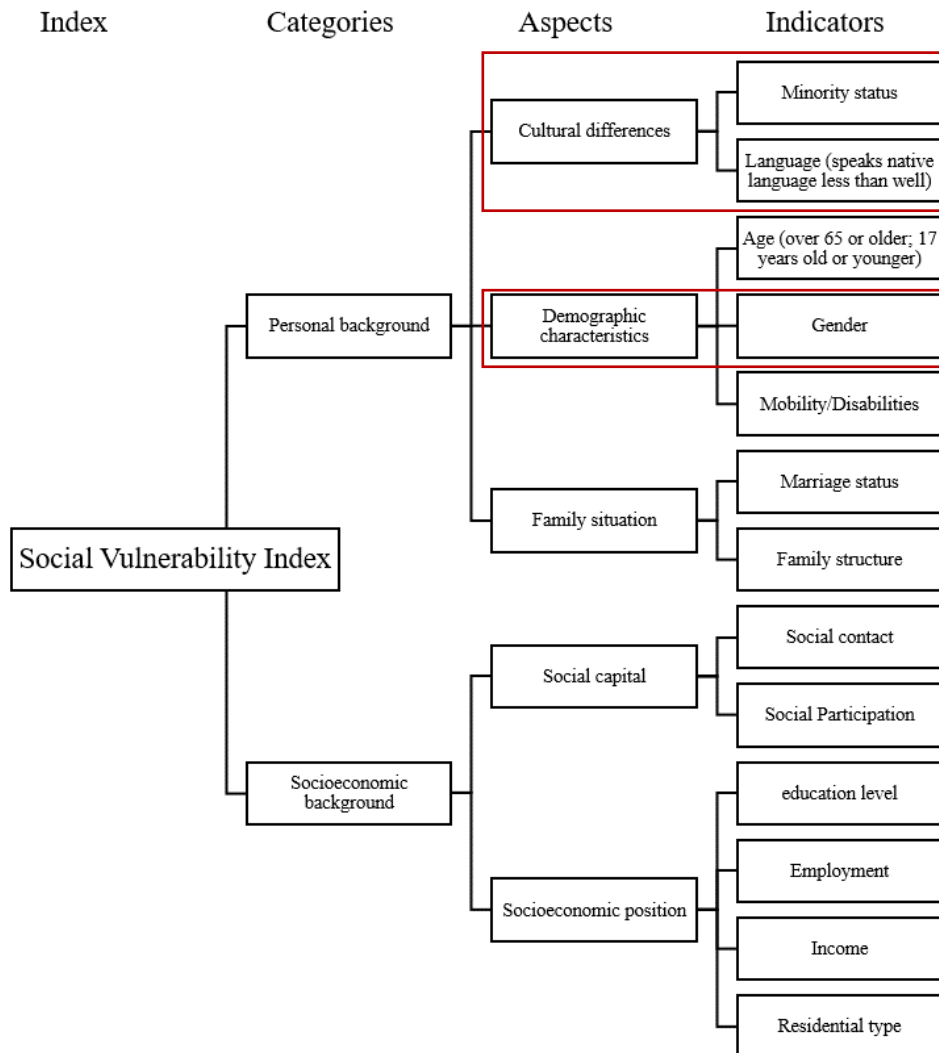 Index
Categories
Aspects
Indicators
Minority status
Cultural differences
Language (speaks native
language less than well)
Age (over 65 or older; 17
years old or younger)
Personal background
Demographic
characteristics
Gender
Mobility/Disabilities
Marriage status
Family situation
Family structure
Social Vulnerability Index
Social contact
Social capital
Social Participation
Socioeconomic
background
education level
Employment
Socioeconomic position
Income
Residential type